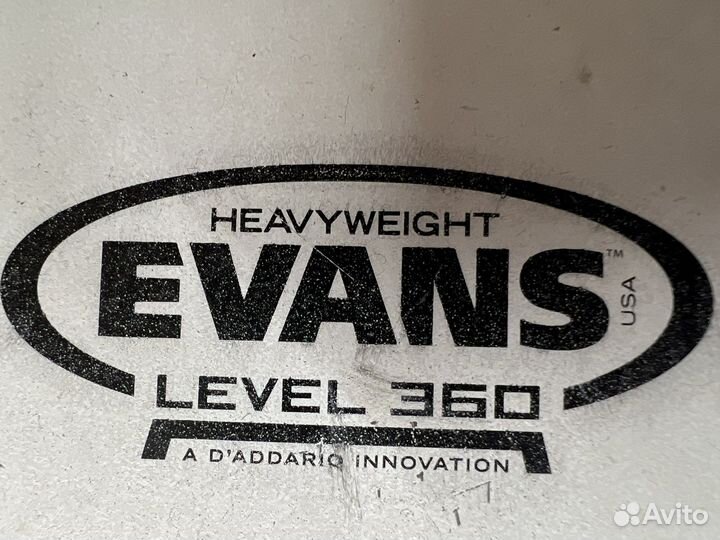 HEAVYWEIGHT
EVANS™
USA
LEVEL 360
A D'ADDARIO INNOVATION
Avito